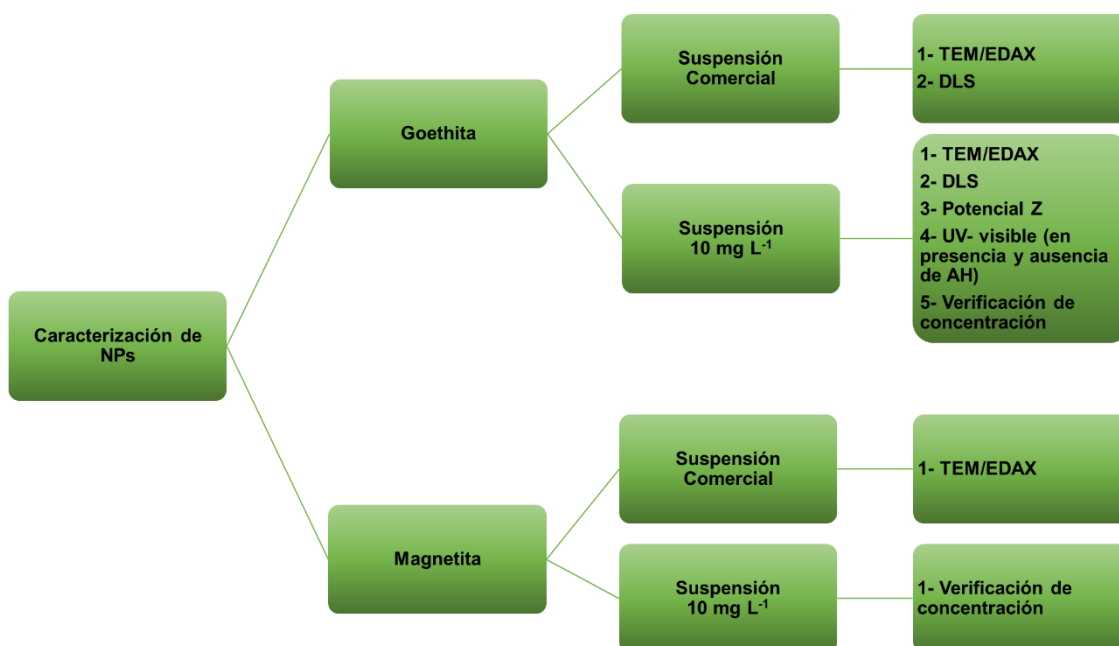 Caracterización de
NPs
Goethita
Suspensión
Comercial
1- TEM/EDAX
2- DLS
Suspensión
10 mg L⁻¹
1- TEM/EDAX
2- DLS
3- Potencial Z
4- UV- visible (en
presencia y ausencia
de AH)
5- Verificación de
concentración
Magnetita
Suspensión
Comercial
1- TEM/EDAX
Suspensión
10 mg L⁻¹
1- Verificación de
concentración